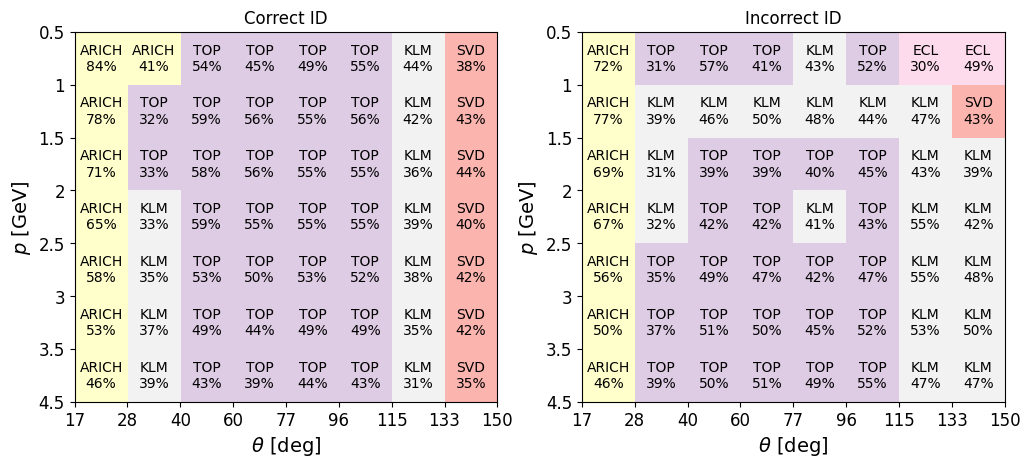 Correct ID
0.5
ARICH ARICH TOP TOP TOP TOP KLM SVD
84% 41% 54% 45% 49% 55% 44% 38%
1
ARICH TOP TOP TOP TOP TOP KLM SVD
78% 32% 59% 56% 55% 56% 42% 43%
1.5
ARICH TOP TOP TOP TOP TOP KLM SVD
71% 33% 58% 56% 55% 55% 36% 44%
2
ARICH KLM TOP TOP TOP TOP KLM SVD
65% 33% 59% 55% 55% 55% 39% 40%
2.5
ARICH KLM TOP TOP TOP TOP KLM SVD
58% 35% 53% 50% 53% 52% 38% 42%
3
ARICH KLM TOP TOP TOP TOP KLM SVD
53% 37% 49% 44% 49% 49% 35% 42%
3.5
ARICH KLM TOP TOP TOP TOP KLM SVD
46% 39% 43% 39% 44% 43% 31% 35%
4.5
17 28 40 60 77 96 115 133 150
p [GeV]
θ [deg]
Incorrect ID
0.5
ARICH TOP TOP TOP KLM TOP ECL ECL
72% 31% 57% 41% 43% 52% 30% 49%
1
ARICH KLM KLM KLM KLM KLM KLM SVD
77% 39% 46% 50% 48% 44% 47% 43%
1.5
ARICH KLM TOP TOP TOP TOP KLM KLM
69% 31% 39% 39% 40% 45% 43% 39%
2
ARICH KLM TOP TOP KLM TOP KLM KLM
67% 32% 42% 42% 41% 43% 55% 42%
2.5
ARICH TOP TOP TOP TOP TOP KLM KLM
56% 35% 49% 47% 42% 47% 55% 48%
3
ARICH TOP TOP TOP TOP TOP KLM KLM
50% 37% 51% 50% 45% 52% 53% 50%
3.5
ARICH TOP TOP TOP TOP TOP KLM KLM
46% 39% 50% 51% 49% 55% 47% 47%
4.5
17 28 40 60 77 96 115 133 150
p [GeV]
θ [deg]